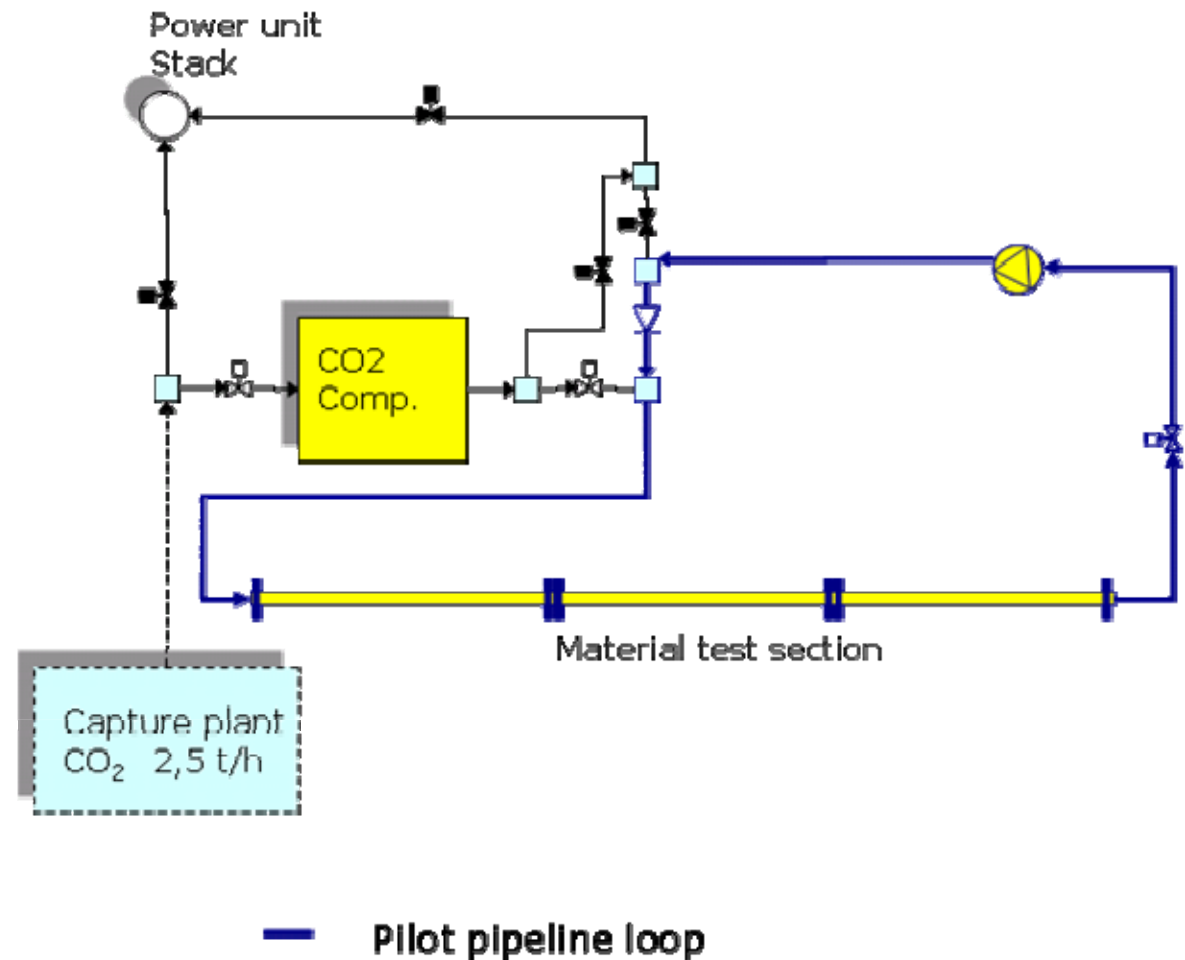 Power unit
Stack
CO2
Comp.
Material test section
Capture plant
CO₂ 2,5 t/h
Pilot pipeline loop